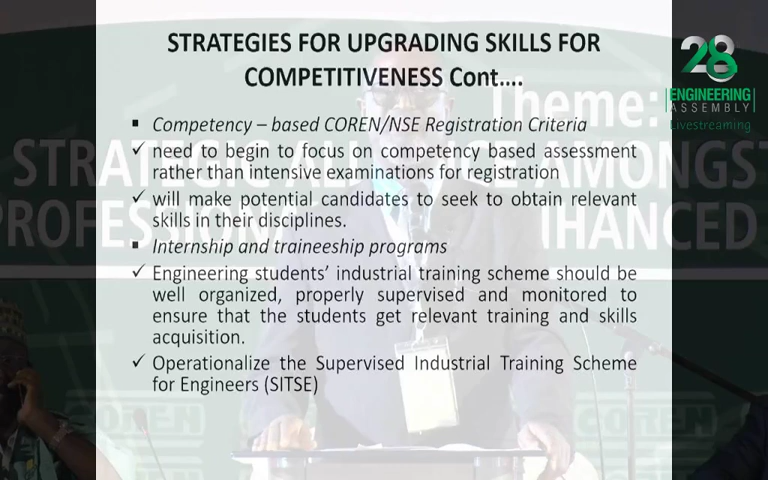 STRATEGIES FOR UPGRADING SKILLS FOR
COMPETITIVENESS Cont....
▪ Competency – based COREN/NSE Registration Criteria
✓ need to begin to focus on competency based assessment
rather than intensive examinations for registration
✓ will make potential candidates to seek to obtain relevant
skills in their disciplines.
▪ Internship and traineeship programs
✓ Engineering students’ industrial training scheme should be
well organized, properly supervised and monitored to
ensure that the students get relevant training and skills
acquisition.
✓ Operationalize the Supervised Industrial Training Scheme
for Engineers (SITSE)
28
ENGINEERING
ASSEMBLY
Livestreaming
Theme:
STRATEGIC AMONGST
COREN
COREN